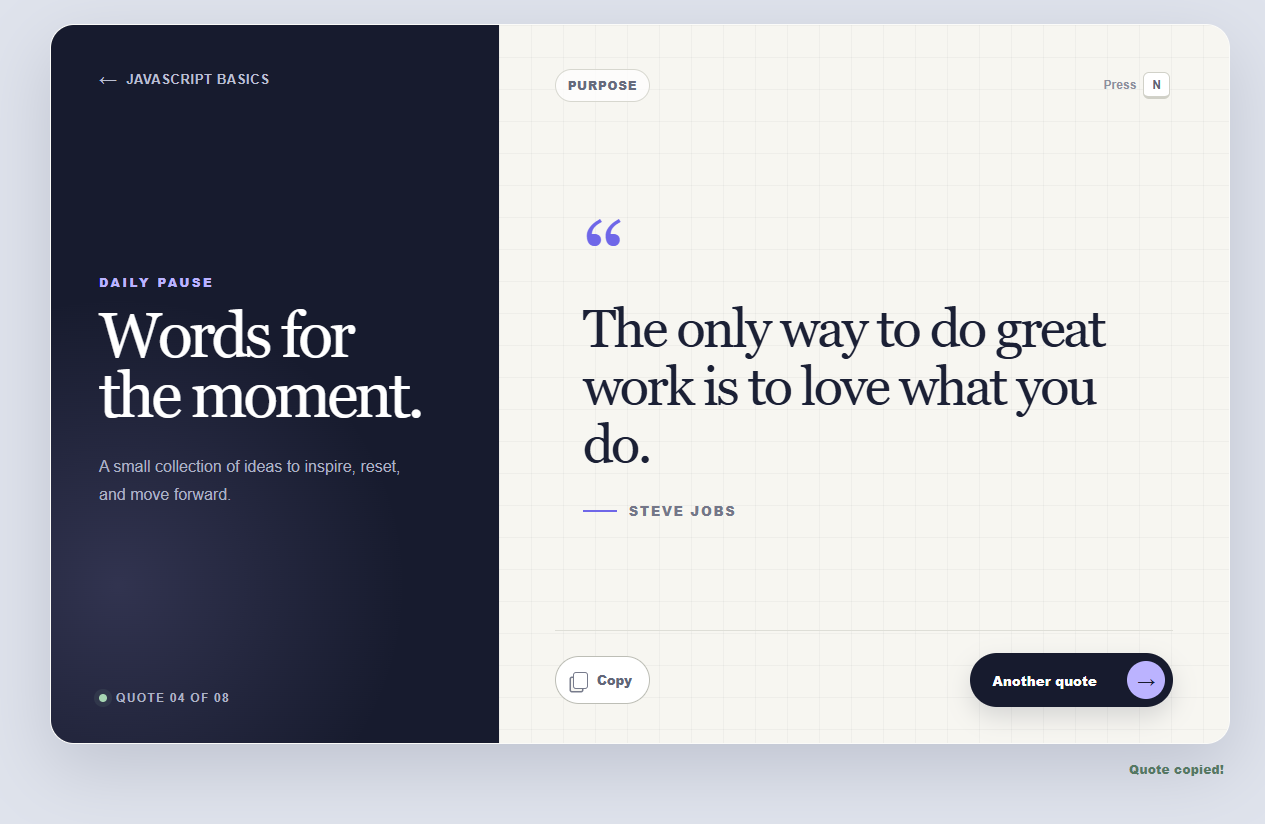 ← JAVASCRIPT BASICS
DAILY PAUSE
Words for
the moment.
A small collection of ideas to inspire, reset,
and move forward.
QUOTE 04 OF 08
PURPOSE
Press N
“
The only way to do great
work is to love what you
do.
STEVE JOBS
Copy
Another quote →
Quote copied!